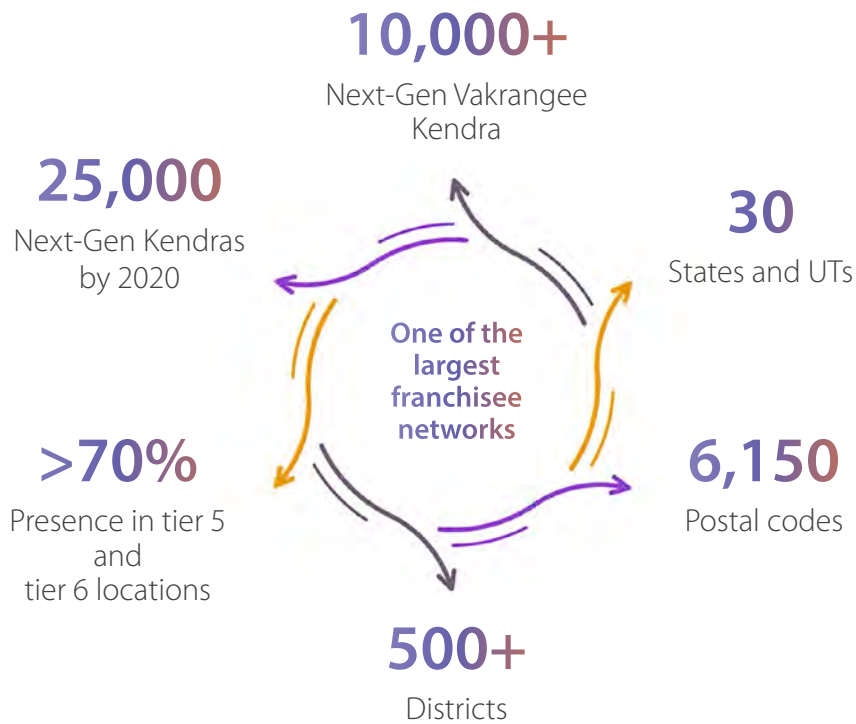 10,000+
Next-Gen Vakrangee
Kendra
25,000
Next-Gen Kendras
by 2020
30
States and UTs
One of the
largest
franchisee
networks
>70%
Presence in tier 5
and
tier 6 locations
6,150
Postal codes
500+
Districts